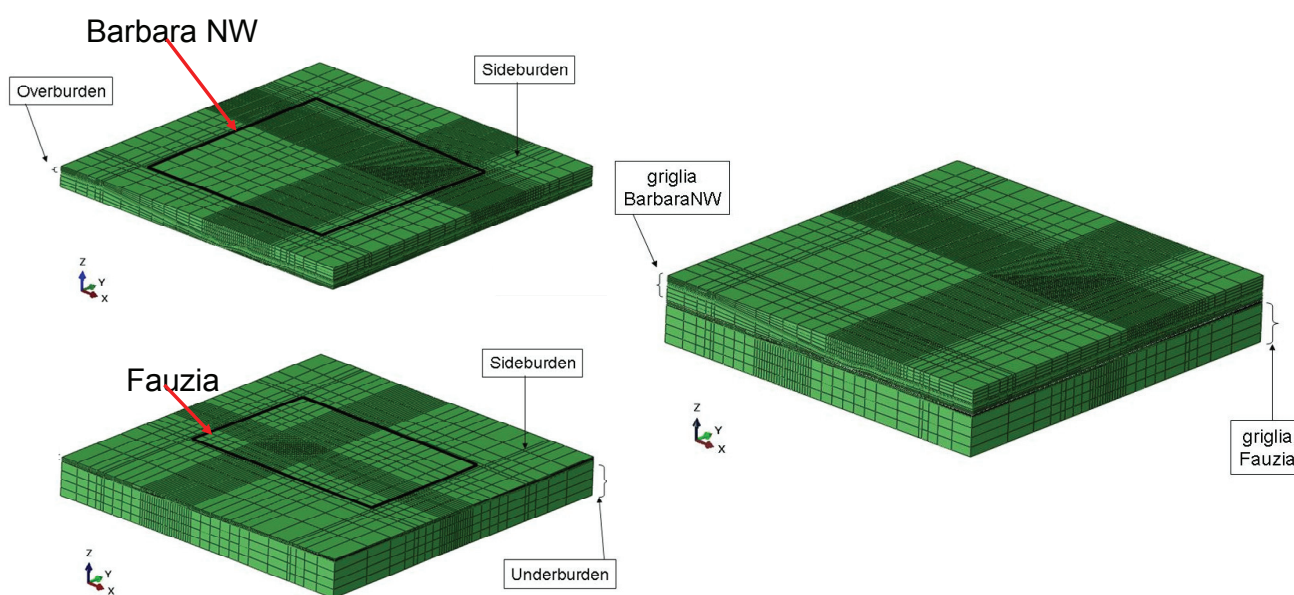 Barbara NW
Overburden
Sideburden
Z
Y
X
Fauzia
Sideburden
Underburden
Z
Y
X
griglia
BarbaraNW
griglia
Fauzia
Z
Y
X